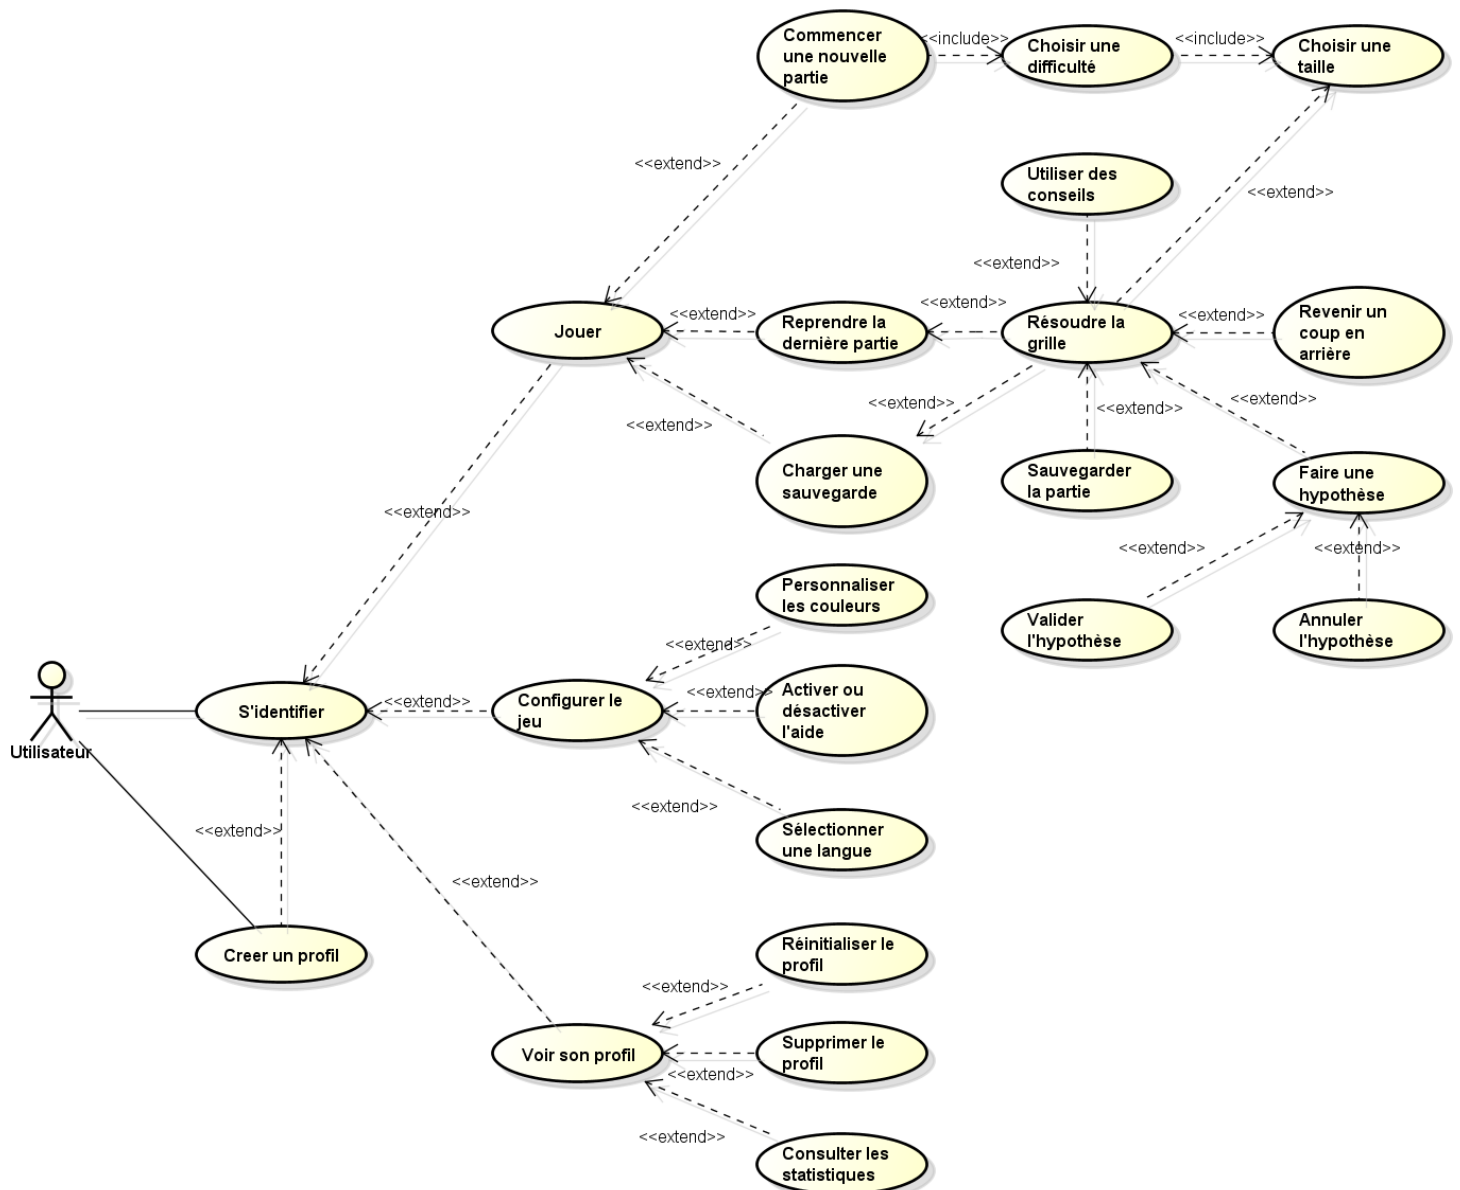 Commencer
une nouvelle
partie
<<include>>
Choisir une
difficulté
<<include>>
Choisir une
taille
<<extend>>
Utiliser des
conseils
<<extend>>
<<extend>>
Jouer
<<extend>>
Reprendre la
dernière partie
<<extend>>
Résoudre la
grille
<<extend>>
Revenir un
coup en
arrière
<<extend>>
<<extend>>
<<extend>>
<<extend>>
Charger une
sauvegarde
Sauvegarder
la partie
Faire une
hypothèse
<<extend>>
<<extend>>
<<extend>>
Valider
l'hypothèse
Annuler
l'hypothèse
Personnaliser
les couleurs
<<extend>>
Utilisateur
S'identifier
<<extend>>
Configurer le
jeu
<<extend>>
Activer ou
désactiver
l'aide
<<extend>>
Sélectionner
une langue
<<extend>>
<<extend>>
Creer un profil
Réinitialiser le
profil
<<extend>>
Voir son profil
Supprimer le
profil
<<extend>>
<<extend>>
Consulter les
statistiques